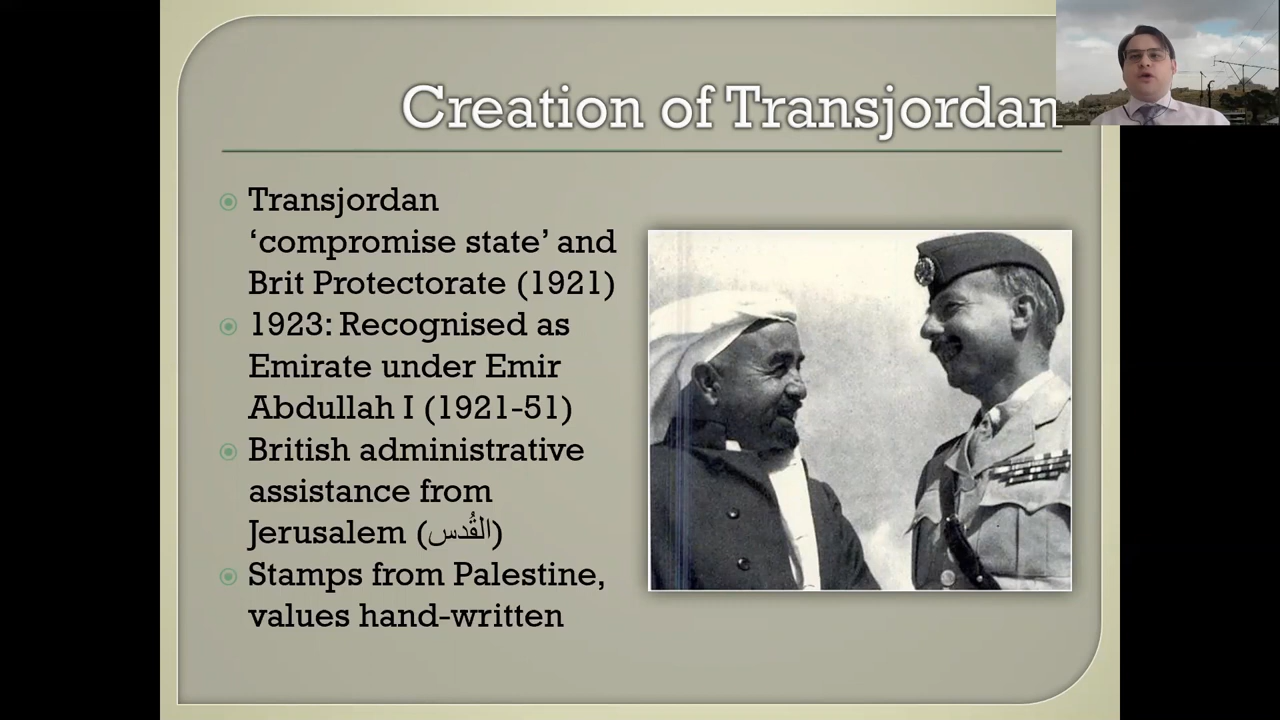 Creation of Transjordan
Transjordan
‘compromise state’ and
Brit Protectorate (1921)
1923: Recognised as
Emirate under Emir
Abdullah I (1921-51)
British administrative
assistance from
Jerusalem (القُدس)
Stamps from Palestine,
values hand-written